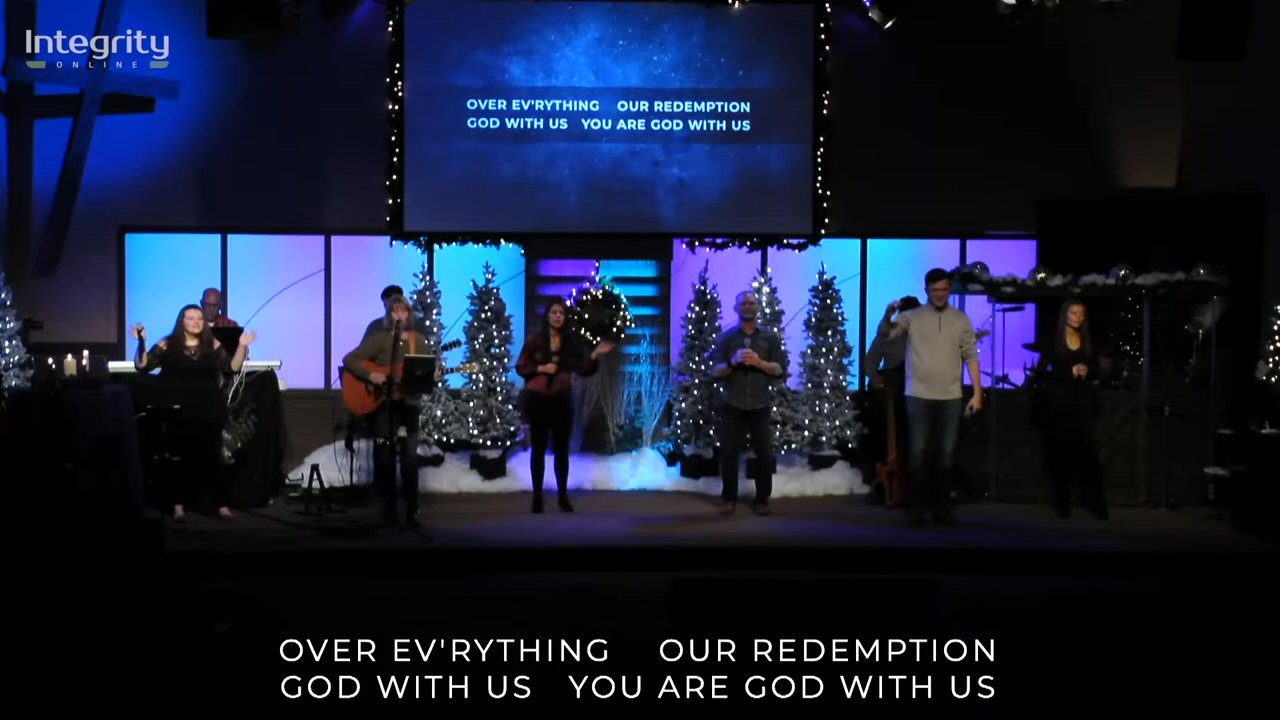 Integrity
ONLINE
OVER EV'RYTHING OUR REDEMPTION
GOD WITH US YOU ARE GOD WITH US
OVER EV'RYTHING OUR REDEMPTION
GOD WITH US YOU ARE GOD WITH US